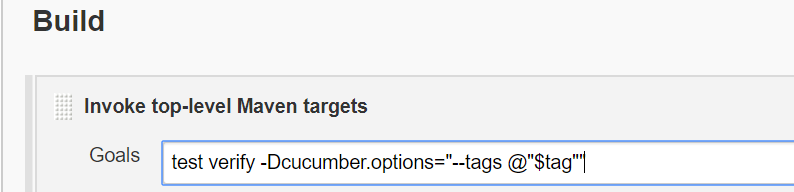 Build
Invoke top-level Maven targets
Goals
test verify -Dcucumber.options="--tags @"$tag""